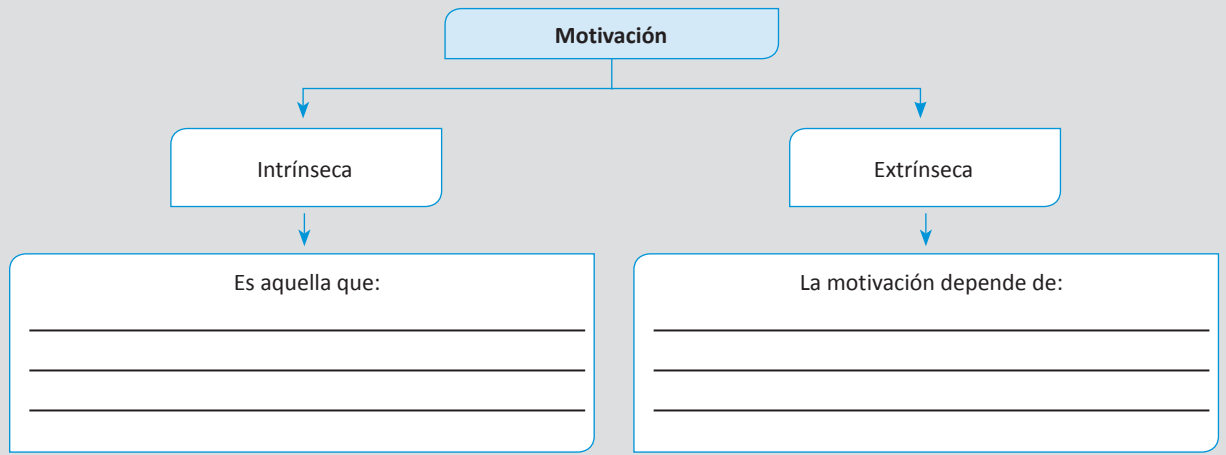 Motivación
Intrínseca
Extrínseca
Es aquella que:
La motivación depende de: